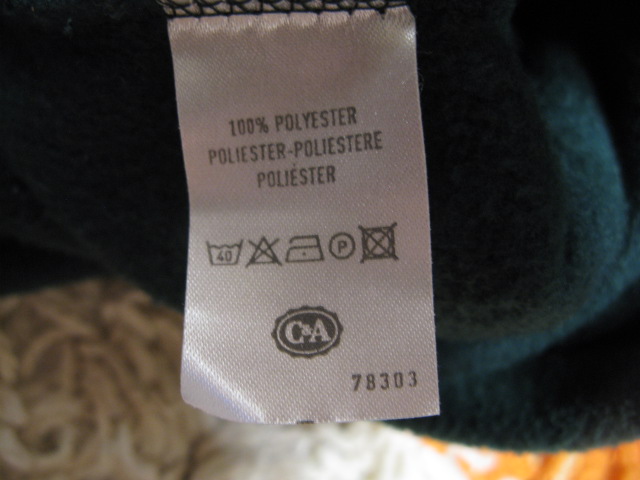 100% POLYESTER
POLIESTER-POLIESTERE
POLIÉSTER
40 P
C&A
78303